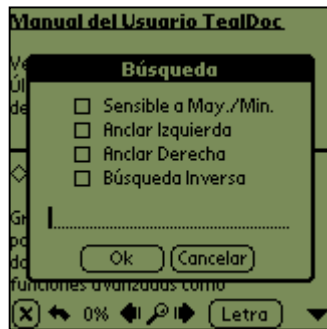 Manual del Usuario TealDoc
Búsqueda
Sensible a May./Min.
Anclar Izquierda
Anclar Derecha
Búsqueda Inversa
Ok Cancelar
funciones avanzadas como
0% Letra